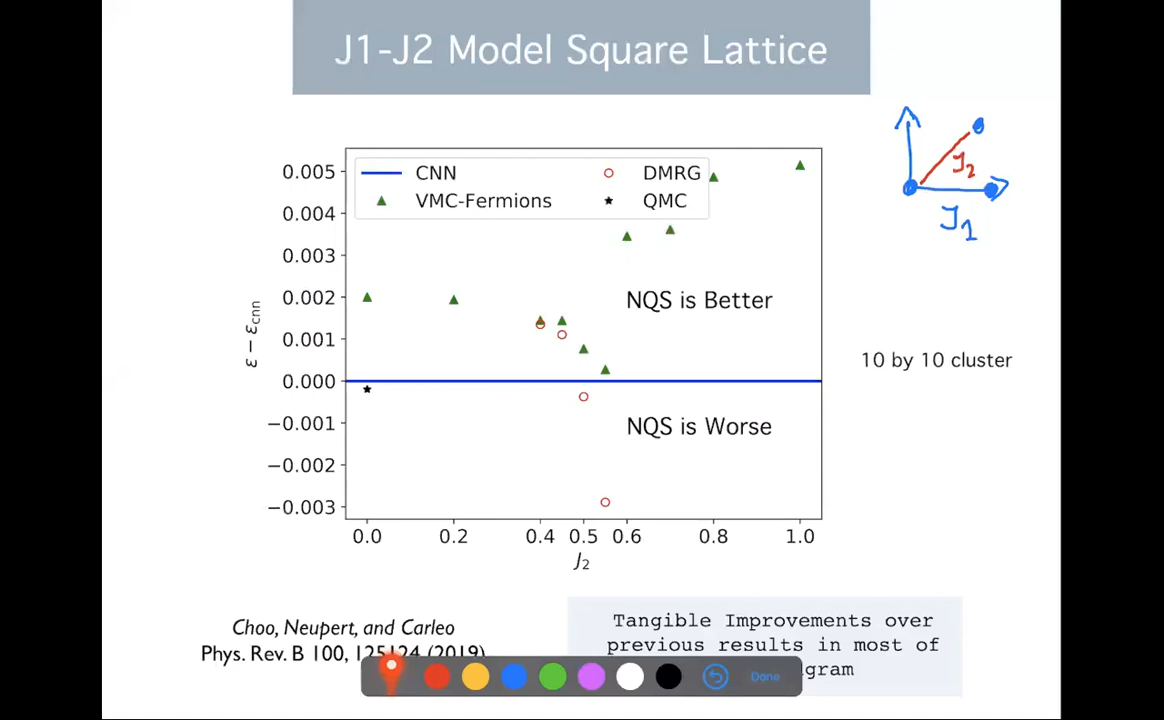 J1-J2 Model Square Lattice
CNN
VMC-Fermions
DMRG
QMC
0.005
0.004
0.003
0.002
0.001
0.000
−0.001
−0.002
−0.003
ε − ε_cnn
NQS is Better
NQS is Worse
0.0 0.2 0.4 0.5 0.6 0.8 1.0
J₂
J₂
J₁
10 by 10 cluster
Choo, Neupert, and Carleo
Phys. Rev. B 100, 125124 (2019)
Tangible Improvements over
previous results in most of
gram
Done